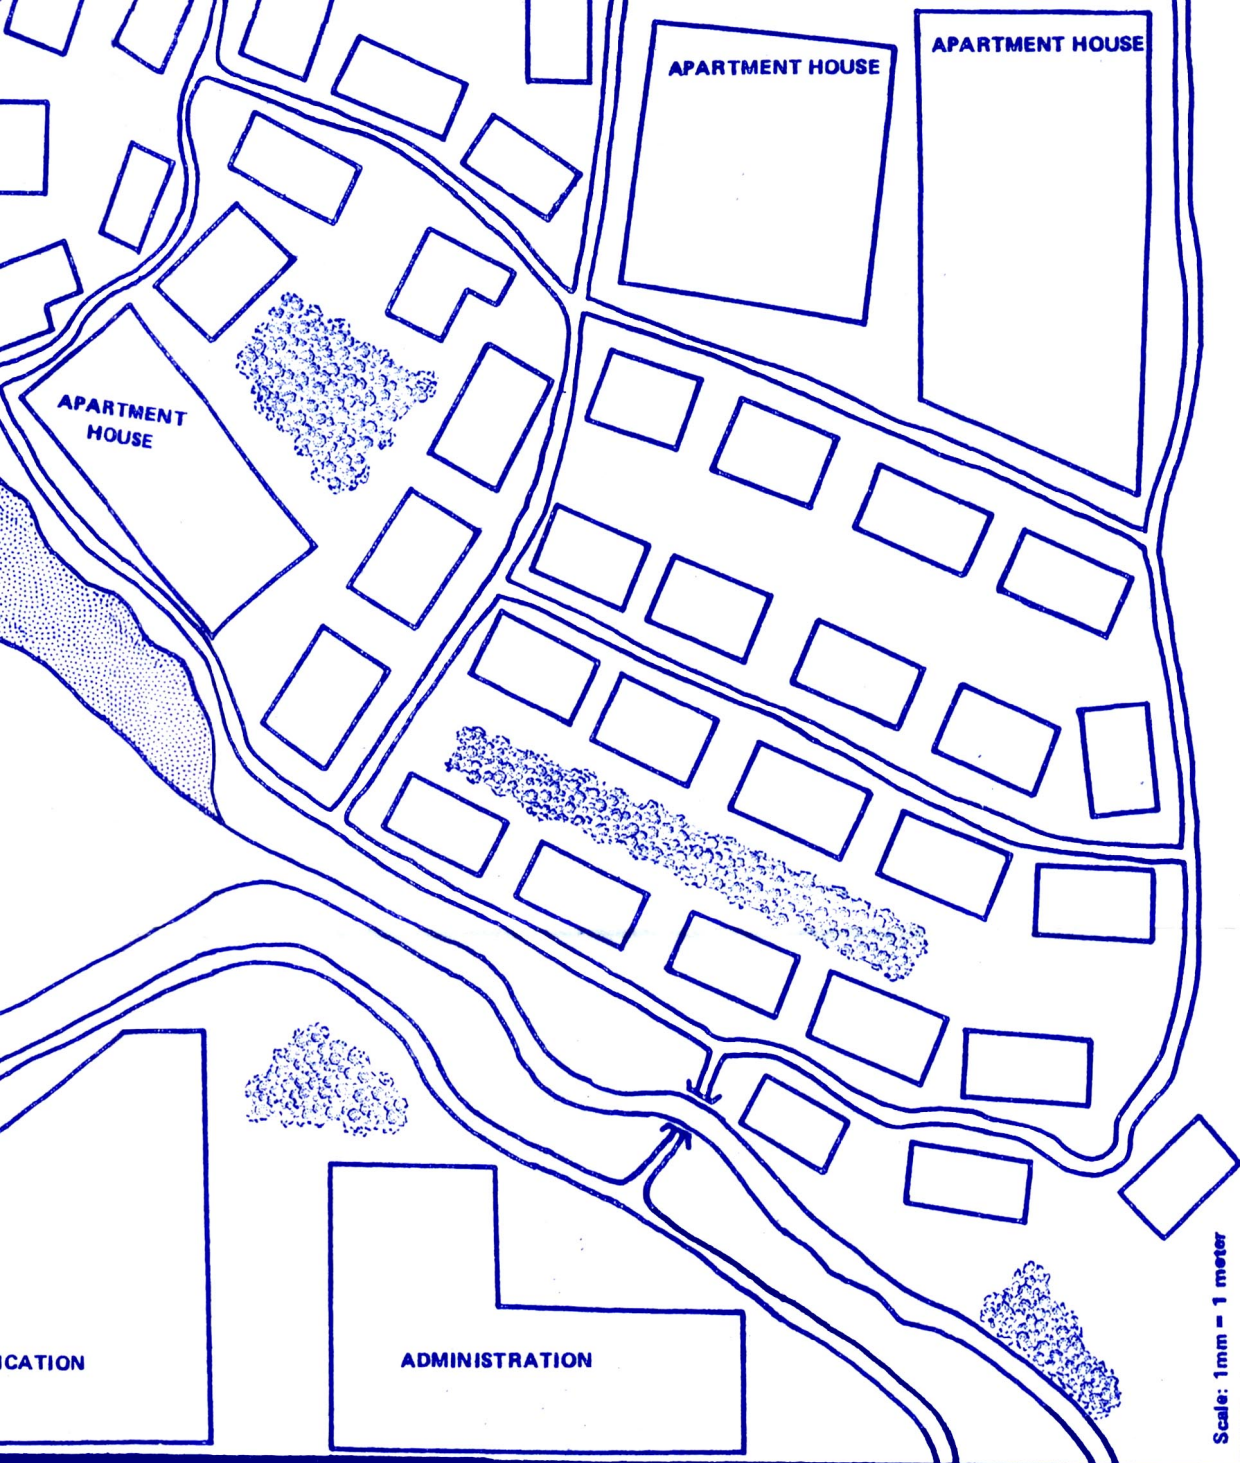 APARTMENT HOUSE
APARTMENT HOUSE
APARTMENT
HOUSE
ICATION
ADMINISTRATION
Scale: 1mm = 1 meter